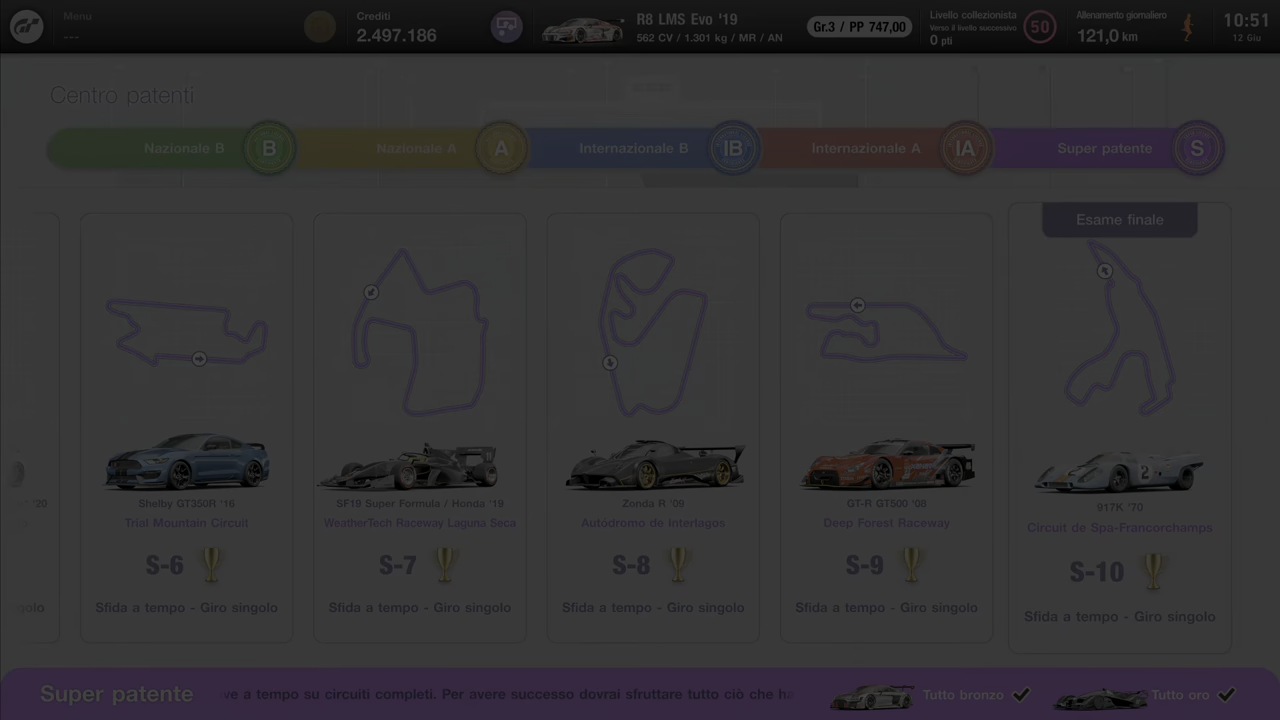 Menu
---
Crediti
2.497.186
R8 LMS Evo '19
562 CV / 1.301 kg / MR / AN
Gr.3 / PP 747,00
Livello collezionista
Verso il livello successivo
0 pti
50
Allenamento giornaliero
121,0 km
10:51
12 Giu
Centro patenti
Nazionale B
B
Nazionale A
A
Internazionale B
IB
Internazionale A
IA
Super patente
S
Esame finale
'20
Shelby GT350R '16
Trial Mountain Circuit
S-6
Sfida a tempo - Giro singolo
SF19 Super Formula / Honda '19
WeatherTech Raceway Laguna Seca
S-7
Sfida a tempo - Giro singolo
Zonda R '09
Autódromo de Interlagos
S-8
Sfida a tempo - Giro singolo
GT-R GT500 '08
Deep Forest Raceway
S-9
Sfida a tempo - Giro singolo
2
917K '70
Circuit de Spa-Francorchamps
S-10
Sfida a tempo - Giro singolo
golo
Super patente
ve a tempo su circuiti completi. Per avere successo dovrai sfruttare tutto ciò che ha
Tutto bronzo
Tutto oro